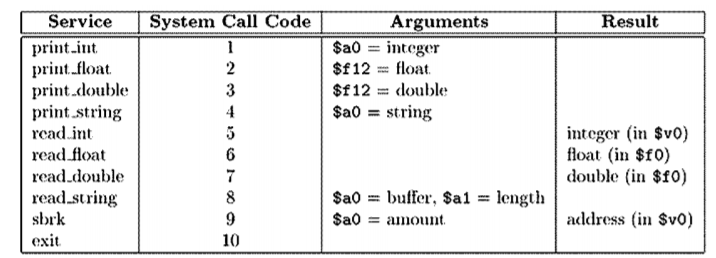 Service System Call Code Arguments Result
print_int 1 $a0 = integer
print_float 2 $f12 = float
print_double 3 $f12 = double
print_string 4 $a0 = string
read_int 5 integer (in $v0)
read_float 6 float (in $f0)
read_double 7 double (in $f0)
read_string 8 $a0 = buffer, $a1 = length
sbrk 9 $a0 = amount address (in $v0)
exit 10